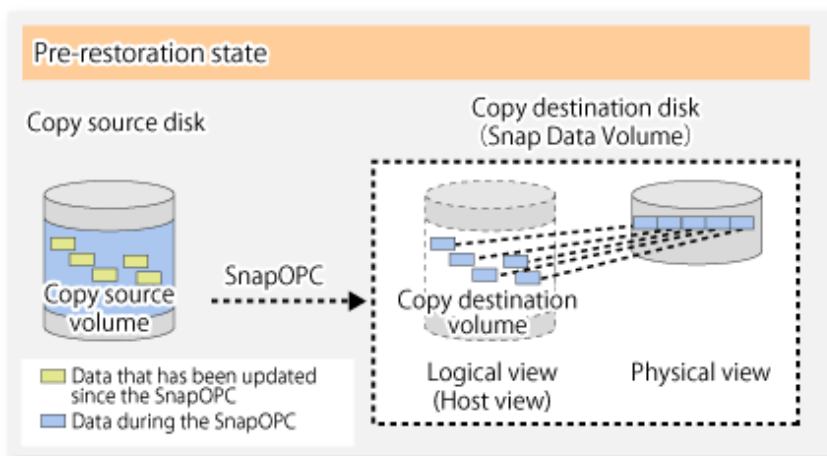 Pre-restoration state
Copy source disk
Copy destination disk
(Snap Data Volume)
Copy source
volume
SnapOPC
Copy destination
volume
Logical view
(Host view)
Physical view
Data that has been updated
since the SnapOPC
Data during the SnapOPC